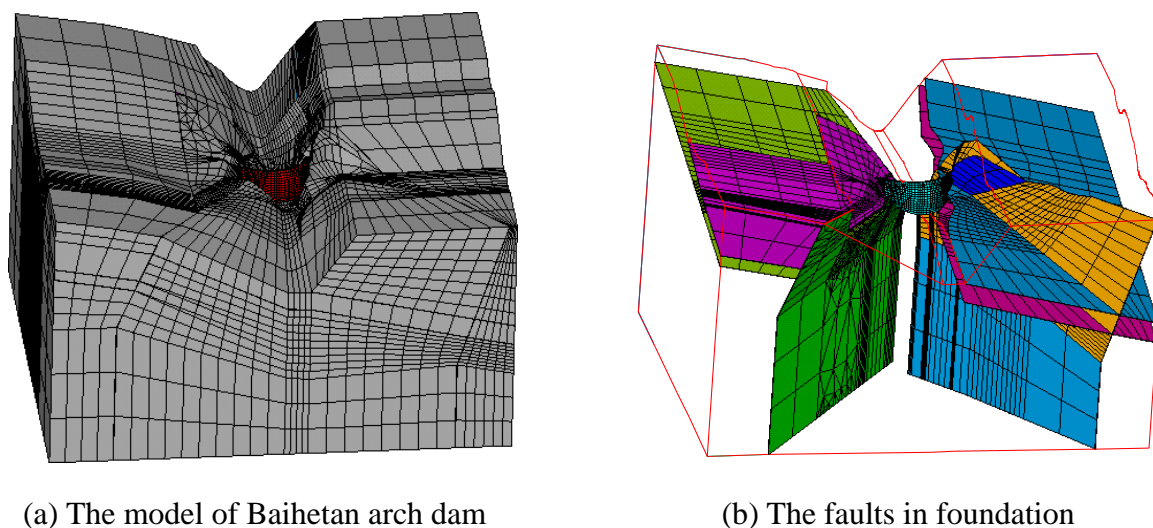 (a) The model of Baihetan arch dam
(b) The faults in foundation